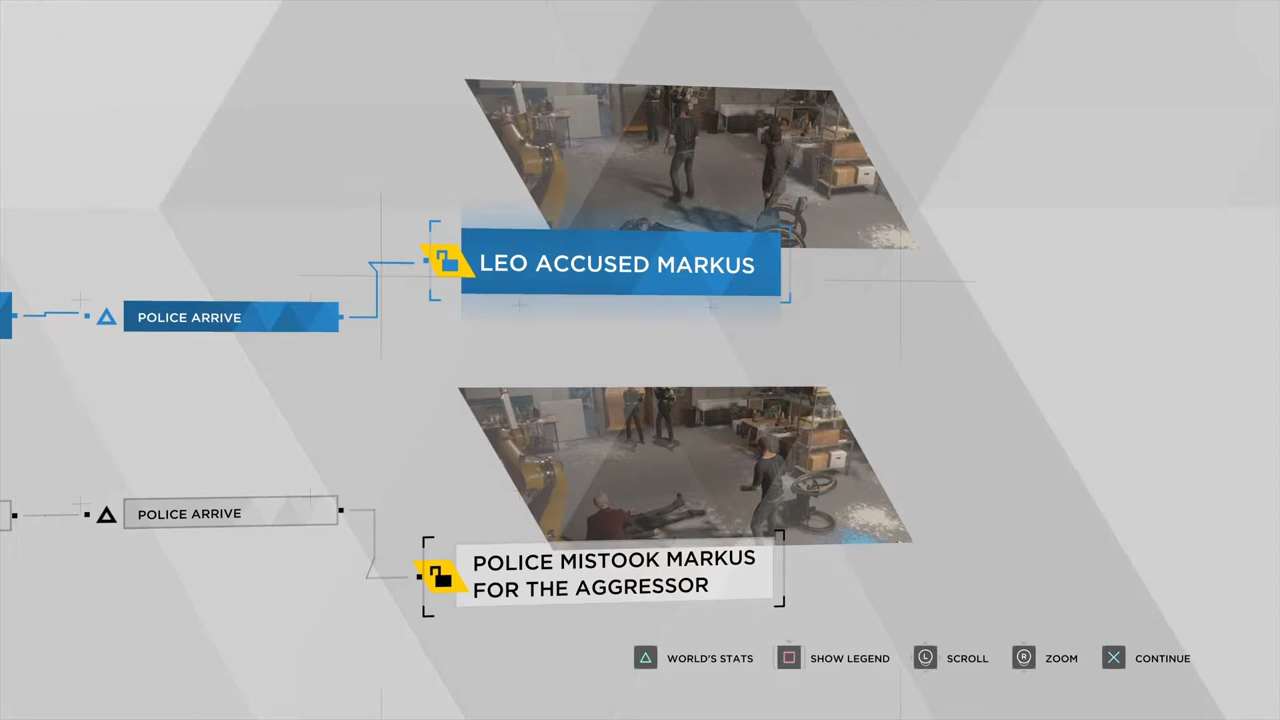 LEO ACCUSED MARKUS
POLICE ARRIVE
POLICE ARRIVE
POLICE MISTOOK MARKUS
FOR THE AGGRESSOR
WORLD'S STATS
SHOW LEGEND
L
SCROLL
R
ZOOM
CONTINUE